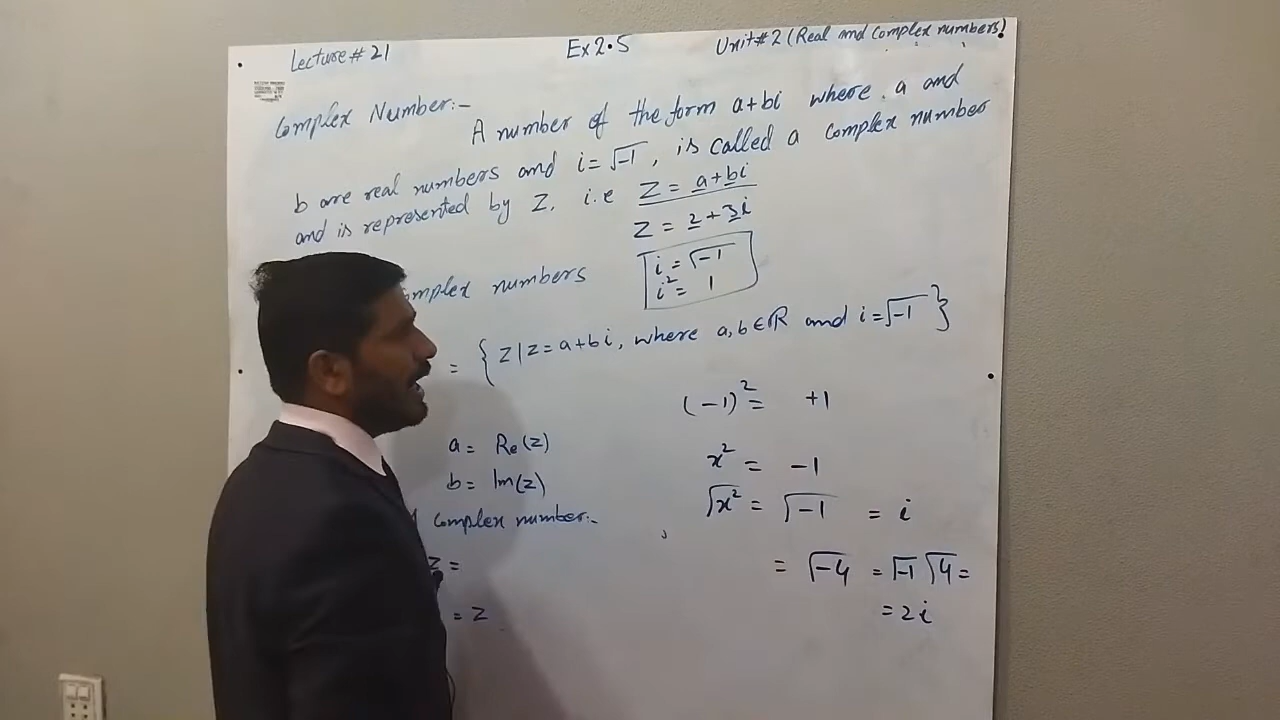 Lecture # 21 Ex 2.5 Unit # 2 (Real and Complex numbers)
Complex Number:-
A number of the form a+bi where a and
b are real numbers and i = √-1, is called a complex number
and is represented by Z. i.e Z = a+bi
Z = 2+3i
i = √-1
complex numbers i² = 1
= { Z | Z = a+bi, where a, b ∈ R and i = √-1 }
(-1)² = +1
a = Re(z)
x² = -1
b = Im(z)
√x² = √-1 = i
complex number:-
Z = = √-4 = √-1 √4 =
= Z = 2i